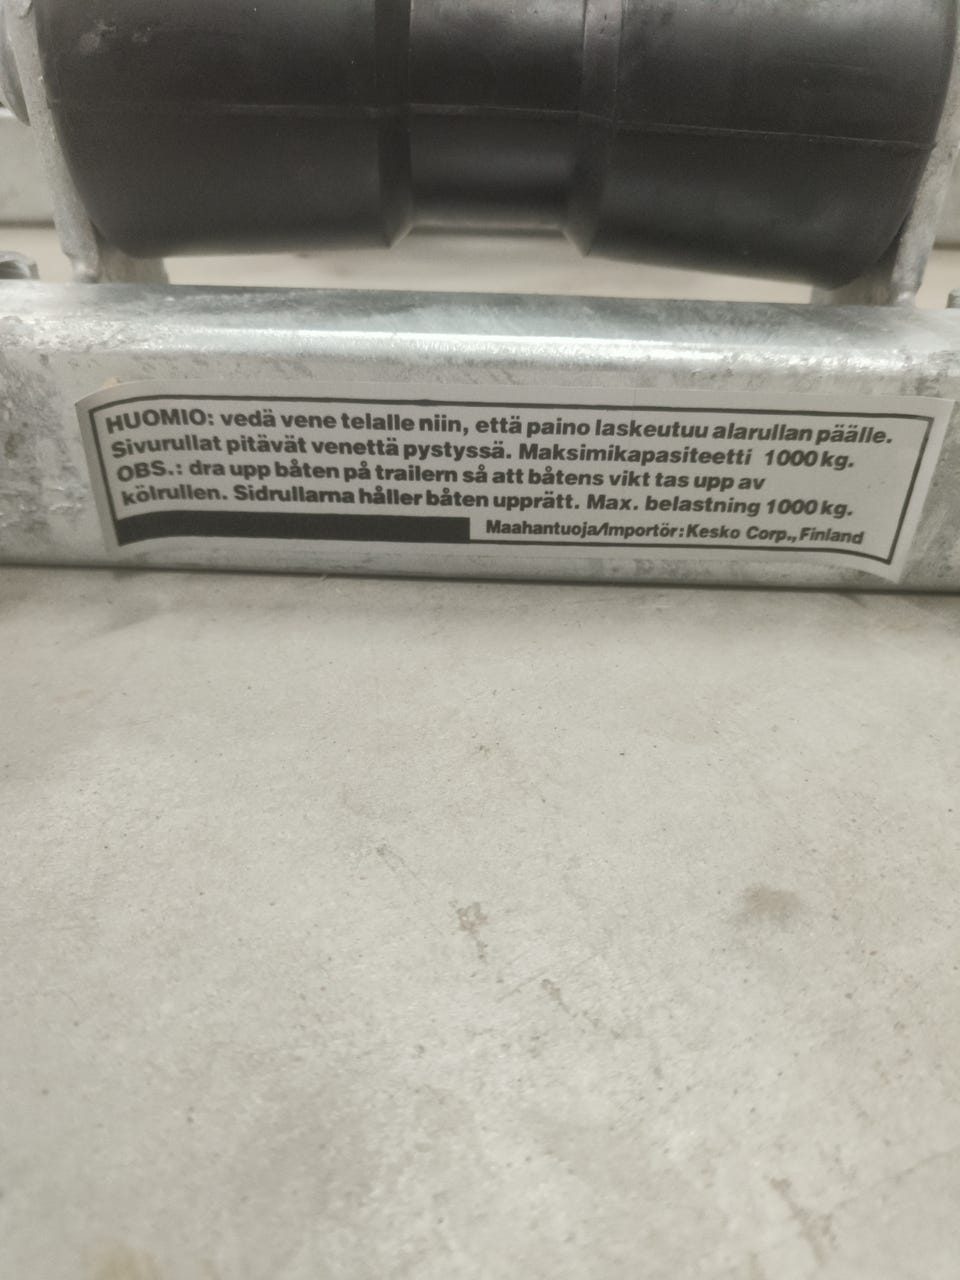 HUOMIO: vedä vene telalle niin, että paino laskeutuu alarullan päälle.
Sivurullat pitävät venettä pystyssä. Maksimikapasiteetti 1000 kg.
OBS.: dra upp båten på trailern så att båtens vikt tas upp av
kölrullen. Sidrullarna håller båten upprätt. Max. belastning 1000 kg.
Maahantuoja/Importör: Kesko Corp., Finland